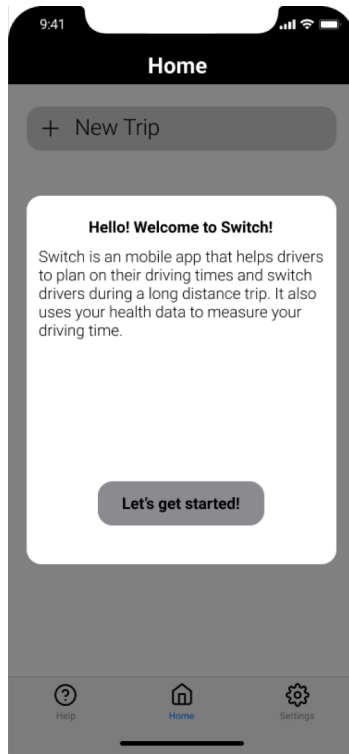 9:41
Home
+ New Trip
Hello! Welcome to Switch!
Switch is an mobile app that helps drivers
to plan on their driving times and switch
drivers during a long distance trip. It also
uses your health data to measure your
driving time.
Let's get started!
Help Home Settings